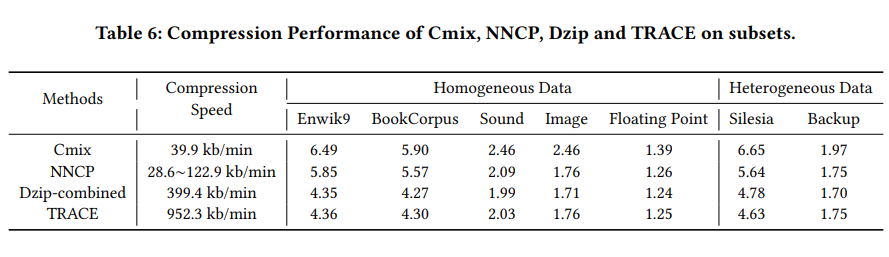 Table 6: Compression Performance of Cmix, NNCP, Dzip and TRACE on subsets.
Methods Compression Speed Homogeneous Data Heterogeneous Data
Enwik9 BookCorpus Sound Image Floating Point Silesia Backup
Cmix 39.9 kb/min 6.49 5.90 2.46 2.46 1.39 6.65 1.97
NNCP 28.6~122.9 kb/min 5.85 5.57 2.09 1.76 1.26 5.64 1.75
Dzip-combined 399.4 kb/min 4.35 4.27 1.99 1.71 1.24 4.78 1.70
TRACE 952.3 kb/min 4.36 4.30 2.03 1.76 1.25 4.63 1.75